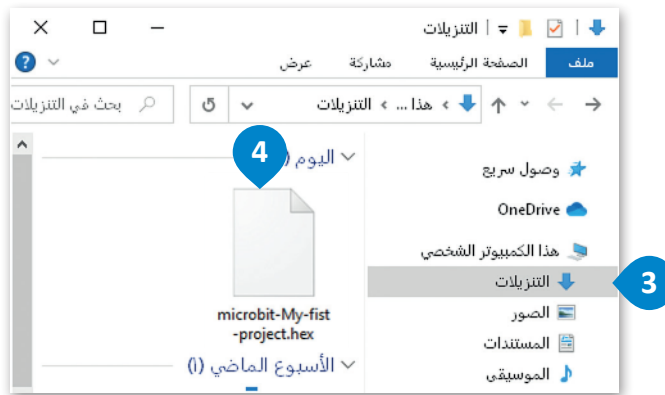 التنزيلات
ملف الصفحة الرئيسية مشاركة عرض
هذا ... › التنزيلات
بحث في التنزيلات
وصول سريع
OneDrive
هذا الكمبيوتر الشخصي
التنزيلات
3
الصور
المستندات
الموسيقى
اليوم
4
microbit-My-fist
-project.hex
الأسبوع الماضي (١)